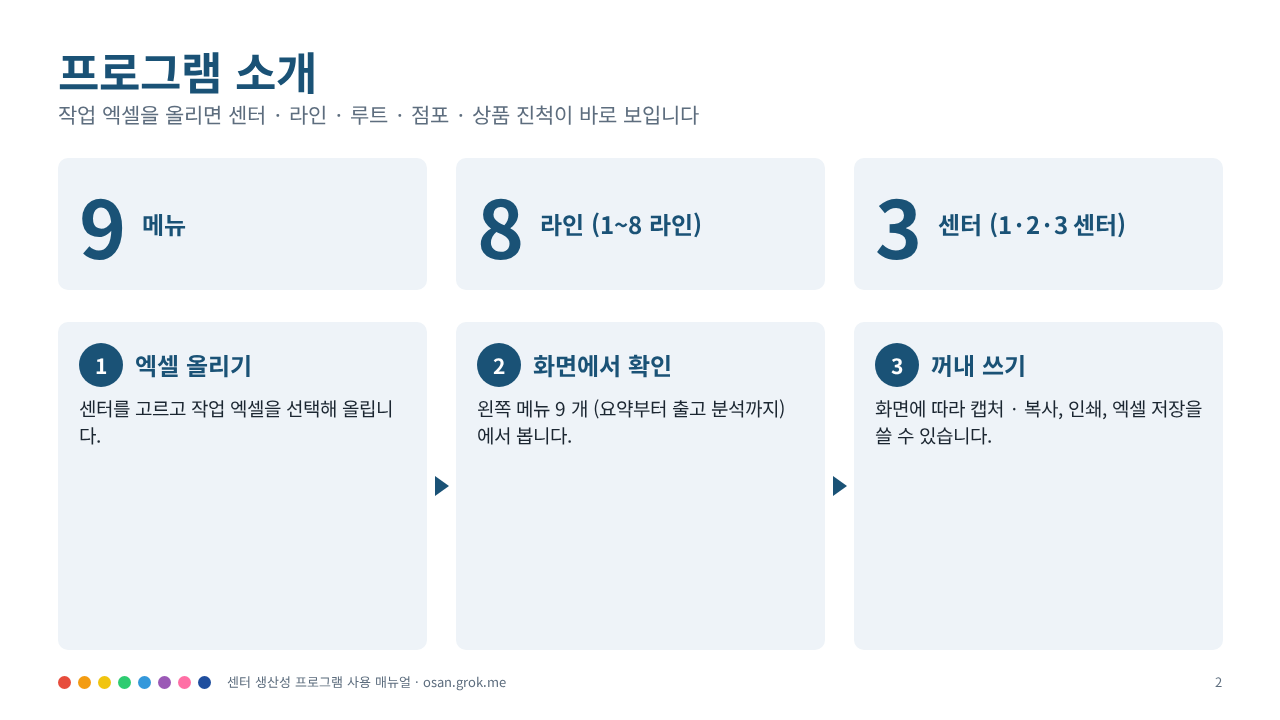 프로그램 소개
작업 엑셀을 올리면 센터 · 라인 · 루트 · 점포 · 상품 진척이 바로 보입니다
9 메뉴
8 라인 (1~8 라인)
3 센터 (1·2·3 센터)
1 엑셀 올리기
센터를 고르고 작업 엑셀을 선택해 올립니
다.
2 화면에서 확인
왼쪽 메뉴 9 개 (요약부터 출고 분석까지)
에서 봅니다.
3 꺼내 쓰기
화면에 따라 캡처 · 복사, 인쇄, 엑셀 저장을
쓸 수 있습니다.
센터 생산성 프로그램 사용 매뉴얼 · osan.grok.me
2